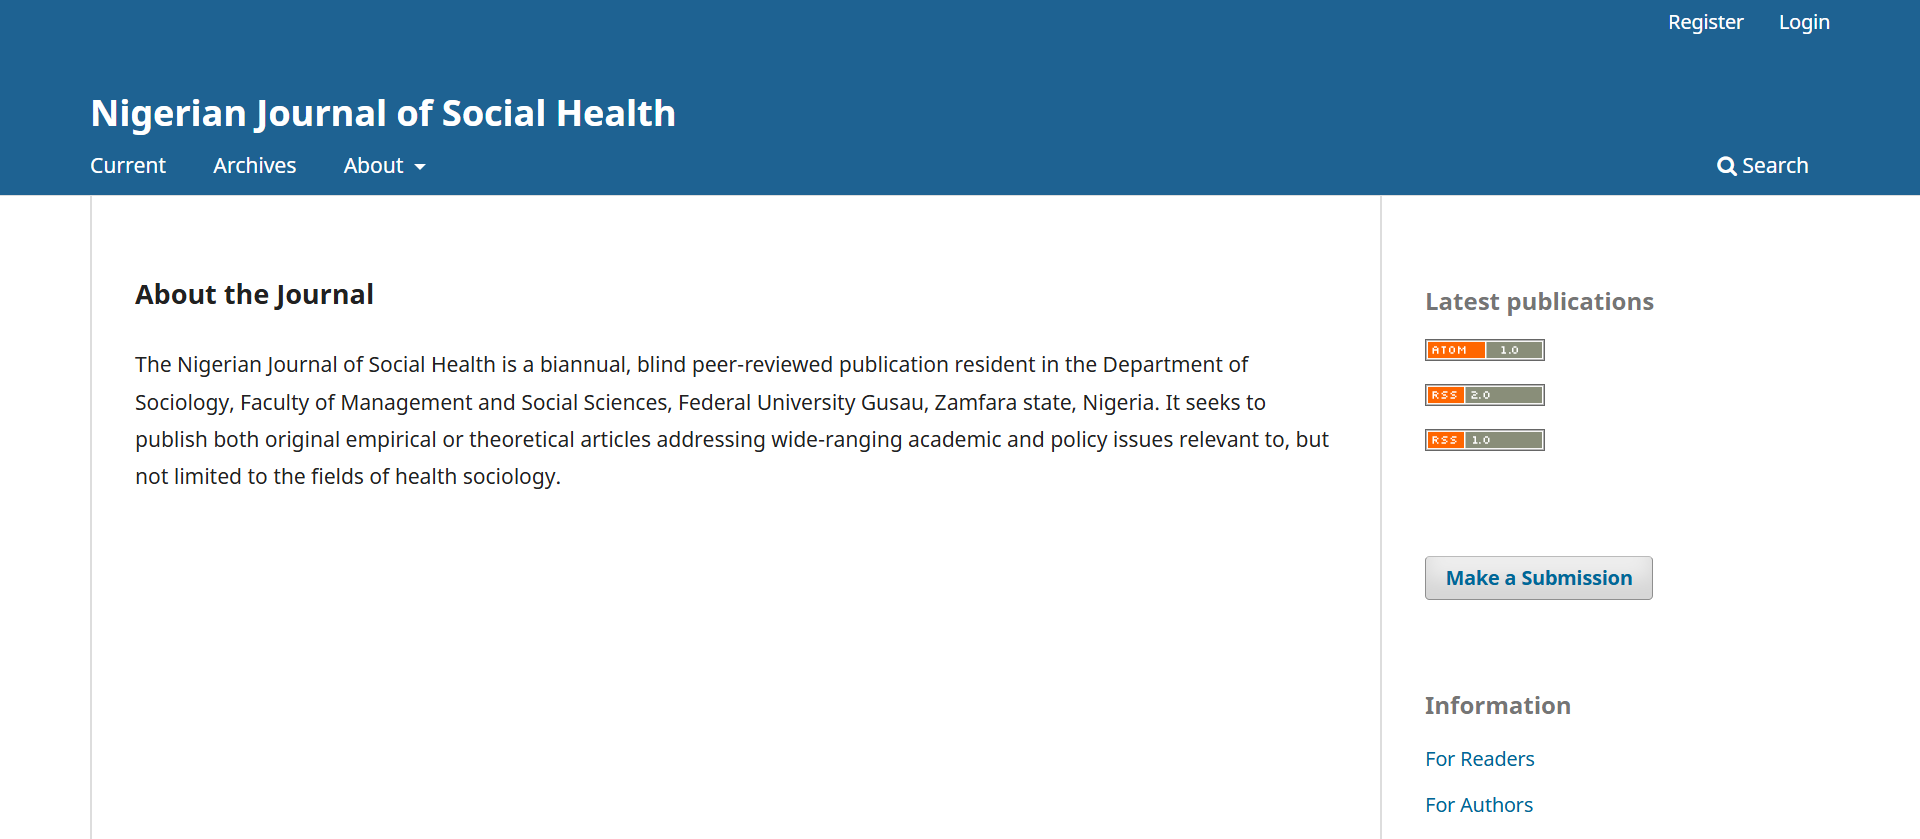 Register Login
Nigerian Journal of Social Health
Current Archives About
Search
About the Journal
The Nigerian Journal of Social Health is a biannual, blind peer-reviewed publication resident in the Department of
Sociology, Faculty of Management and Social Sciences, Federal University Gusau, Zamfara state, Nigeria. It seeks to
publish both original empirical or theoretical articles addressing wide-ranging academic and policy issues relevant to, but
not limited to the fields of health sociology.
Latest publications
ATOM 1.0
RSS 2.0
RSS 1.0
Make a Submission
Information
For Readers
For Authors